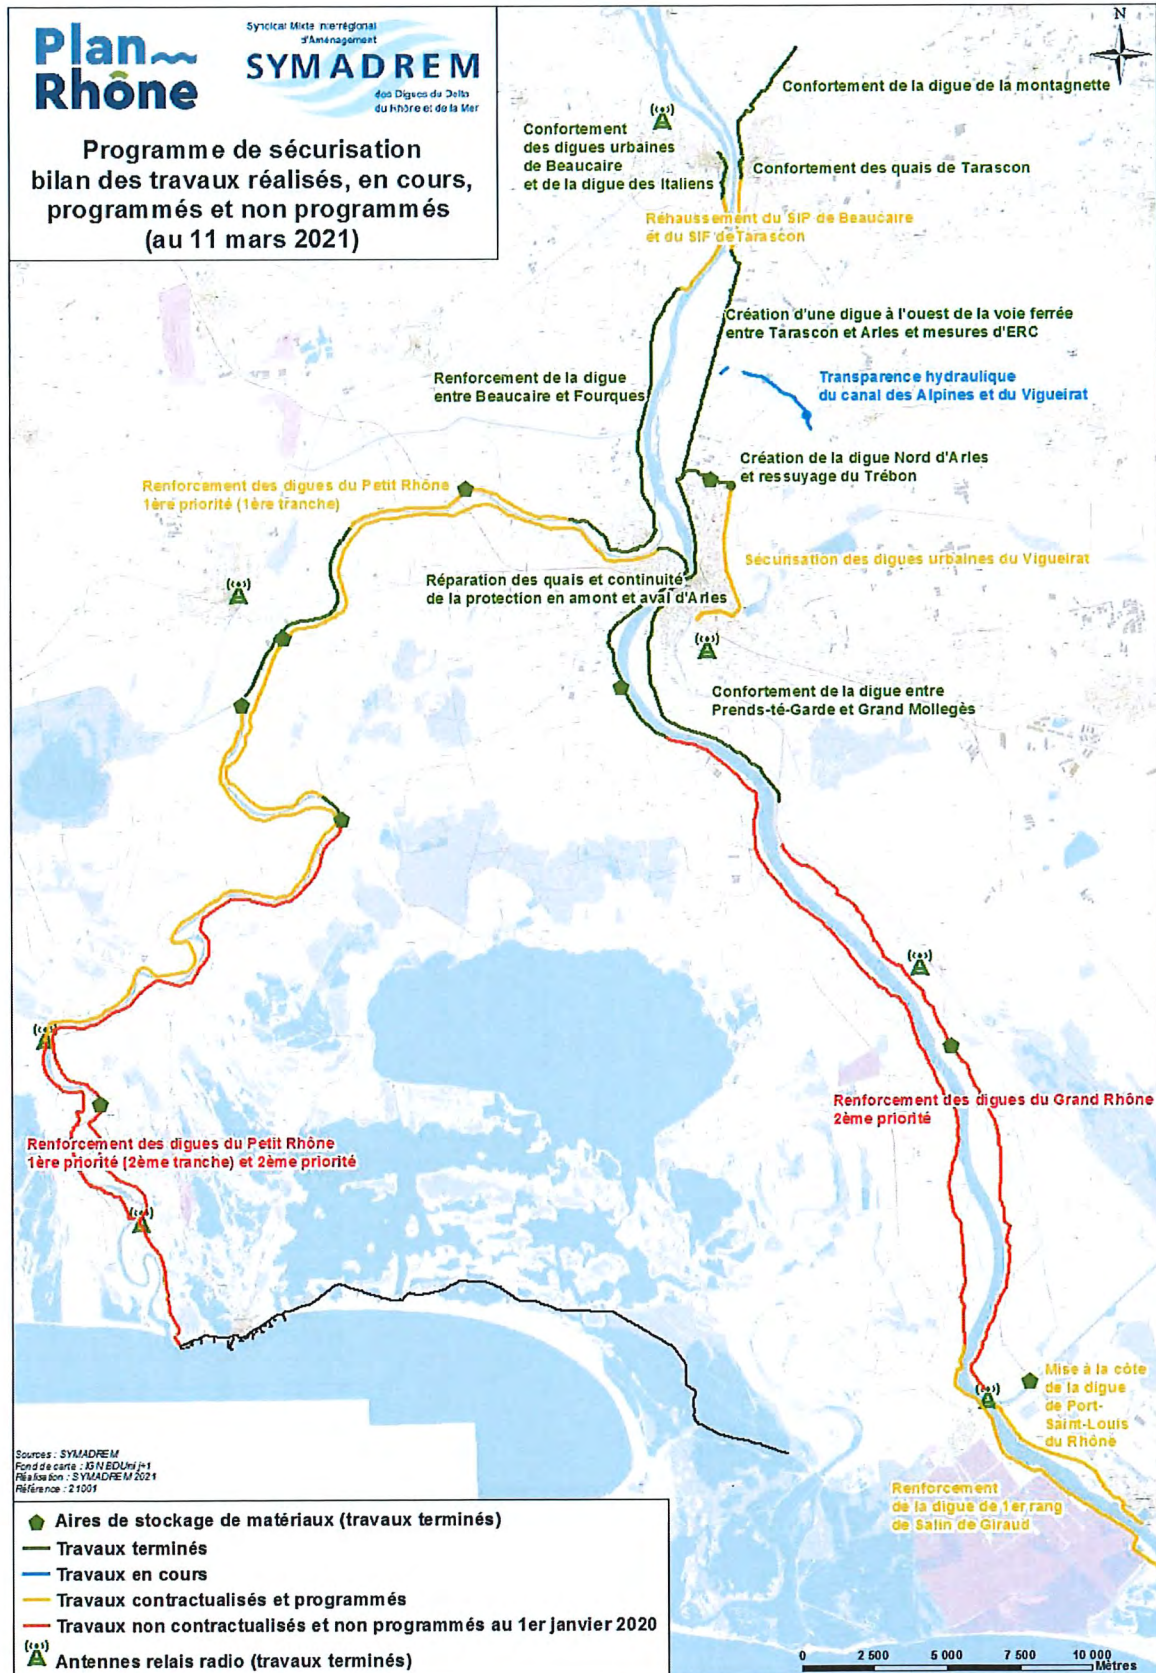 Plan
Rhône
Syndicat Mixte Interrégional
d'Aménagement
SYMADREM
des Digues du Delta
du Rhône et de la Mer
Programme de sécurisation
bilan des travaux réalisés, en cours,
programmés et non programmés
(au 11 mars 2021)
N
Confortement de la digue de la montagnette
Confortement
des digues urbaines
de Beaucaire
et de la digue des Italiens
Confortement des quais de Tarascon
Réhaussement du SIP de Beaucaire
et du SIF de Tarascon
Création d'une digue à l'ouest de la voie ferrée
entre Tarascon et Arles et mesures d'ERC
Renforcement de la digue
entre Beaucaire et Fourques
Transparence hydraulique
du canal des Alpines et du Vigueirat
Création de la digue Nord d'Arles
et ressuyage du Trébon
Renforcement des digues du Petit Rhône
1ère priorité (1ère tranche)
Sécurisation des digues urbaines du Vigueirat
Réparation des quais et continuité
de la protection en amont et aval d'Arles
Confortement de la digue entre
Prends-té-Garde et Grand Mollegès
Renforcement des digues du Grand Rhône
2ème priorité
Renforcement des digues du Petit Rhône
1ère priorité (2ème tranche) et 2ème priorité
Mise à la côte
de la digue
de Port-
Saint-Louis
du Rhône
Renforcement
de la digue de 1er rang
de Salin de Giraud
Sources : SYMADREM
Fond de carte : IGN BDUni j+1
Réalisation : SYMADREM 2021
Référence : 21001
Aires de stockage de matériaux (travaux terminés)
Travaux terminés
Travaux en cours
Travaux contractualisés et programmés
Travaux non contractualisés et non programmés au 1er janvier 2020
Antennes relais radio (travaux terminés)
0 2 500 5 000 7 500 10 000
Mètres